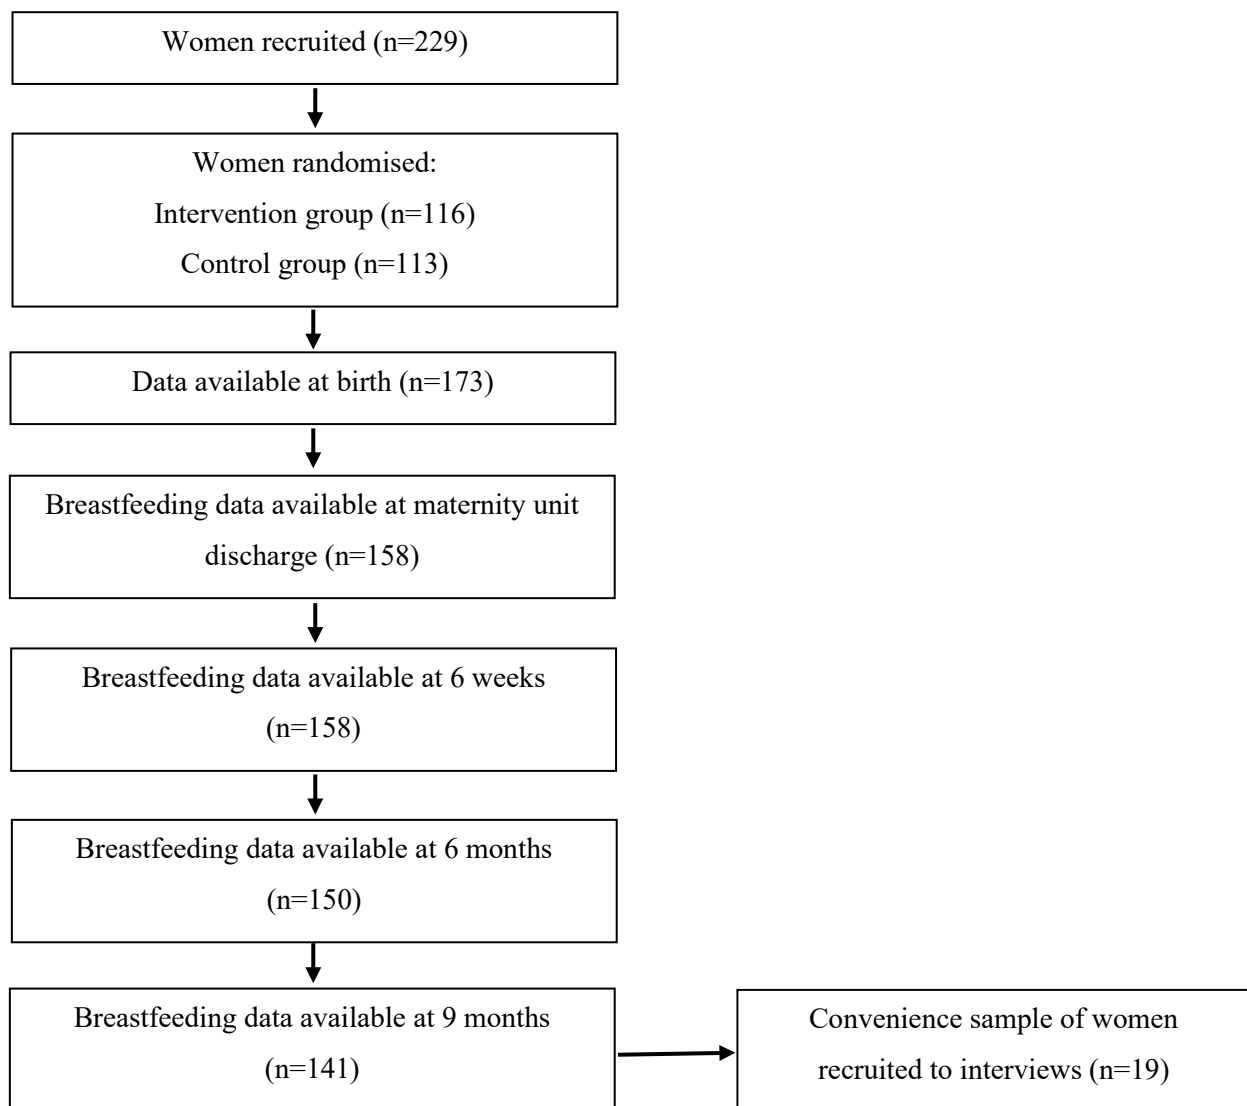 Women recruited (n=229)
Women randomised:
Intervention group (n=116)
Control group (n=113)
Data available at birth (n=173)
Breastfeeding data available at maternity unit
discharge (n=158)
Breastfeeding data available at 6 weeks
(n=158)
Breastfeeding data available at 6 months
(n=150)
Breastfeeding data available at 9 months
(n=141)
Convenience sample of women
recruited to interviews (n=19)